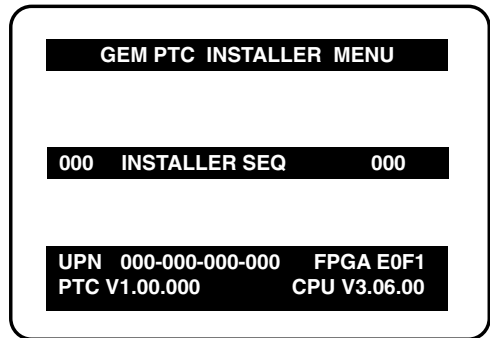 GEM PTC INSTALLER MENU
000 INSTALLER SEQ 000
UPN 000-000-000-000 FPGA E0F1
PTC V1.00.000 CPU V3.06.00